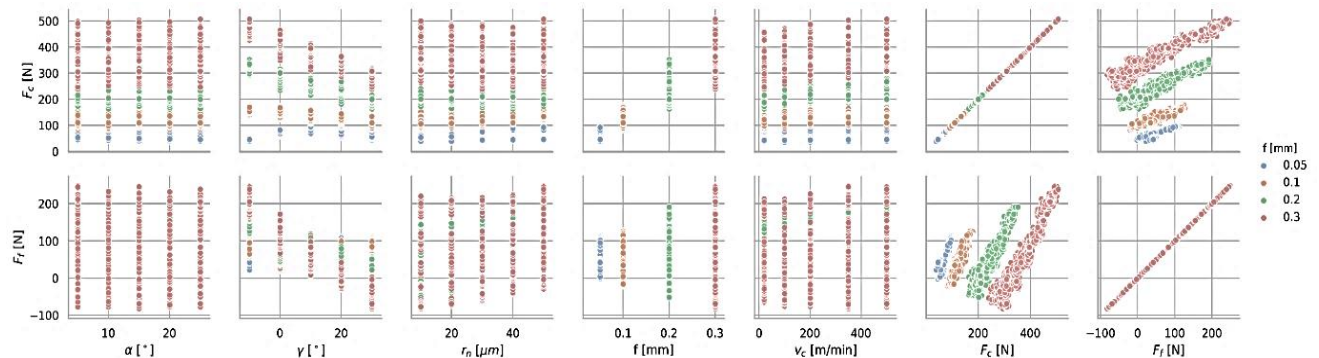 500
400
300
200
100
0
F_c [N]
200
100
0
−100
F_f [N]
10 20
α [°]
0 20
γ [°]
20 40
r_n [μm]
0.1 0.2 0.3
f [mm]
0 200 400
v_c [m/min]
200 400
F_c [N]
−100 0 100 200
F_f [N]
f [mm]
0.05
0.1
0.2
0.3